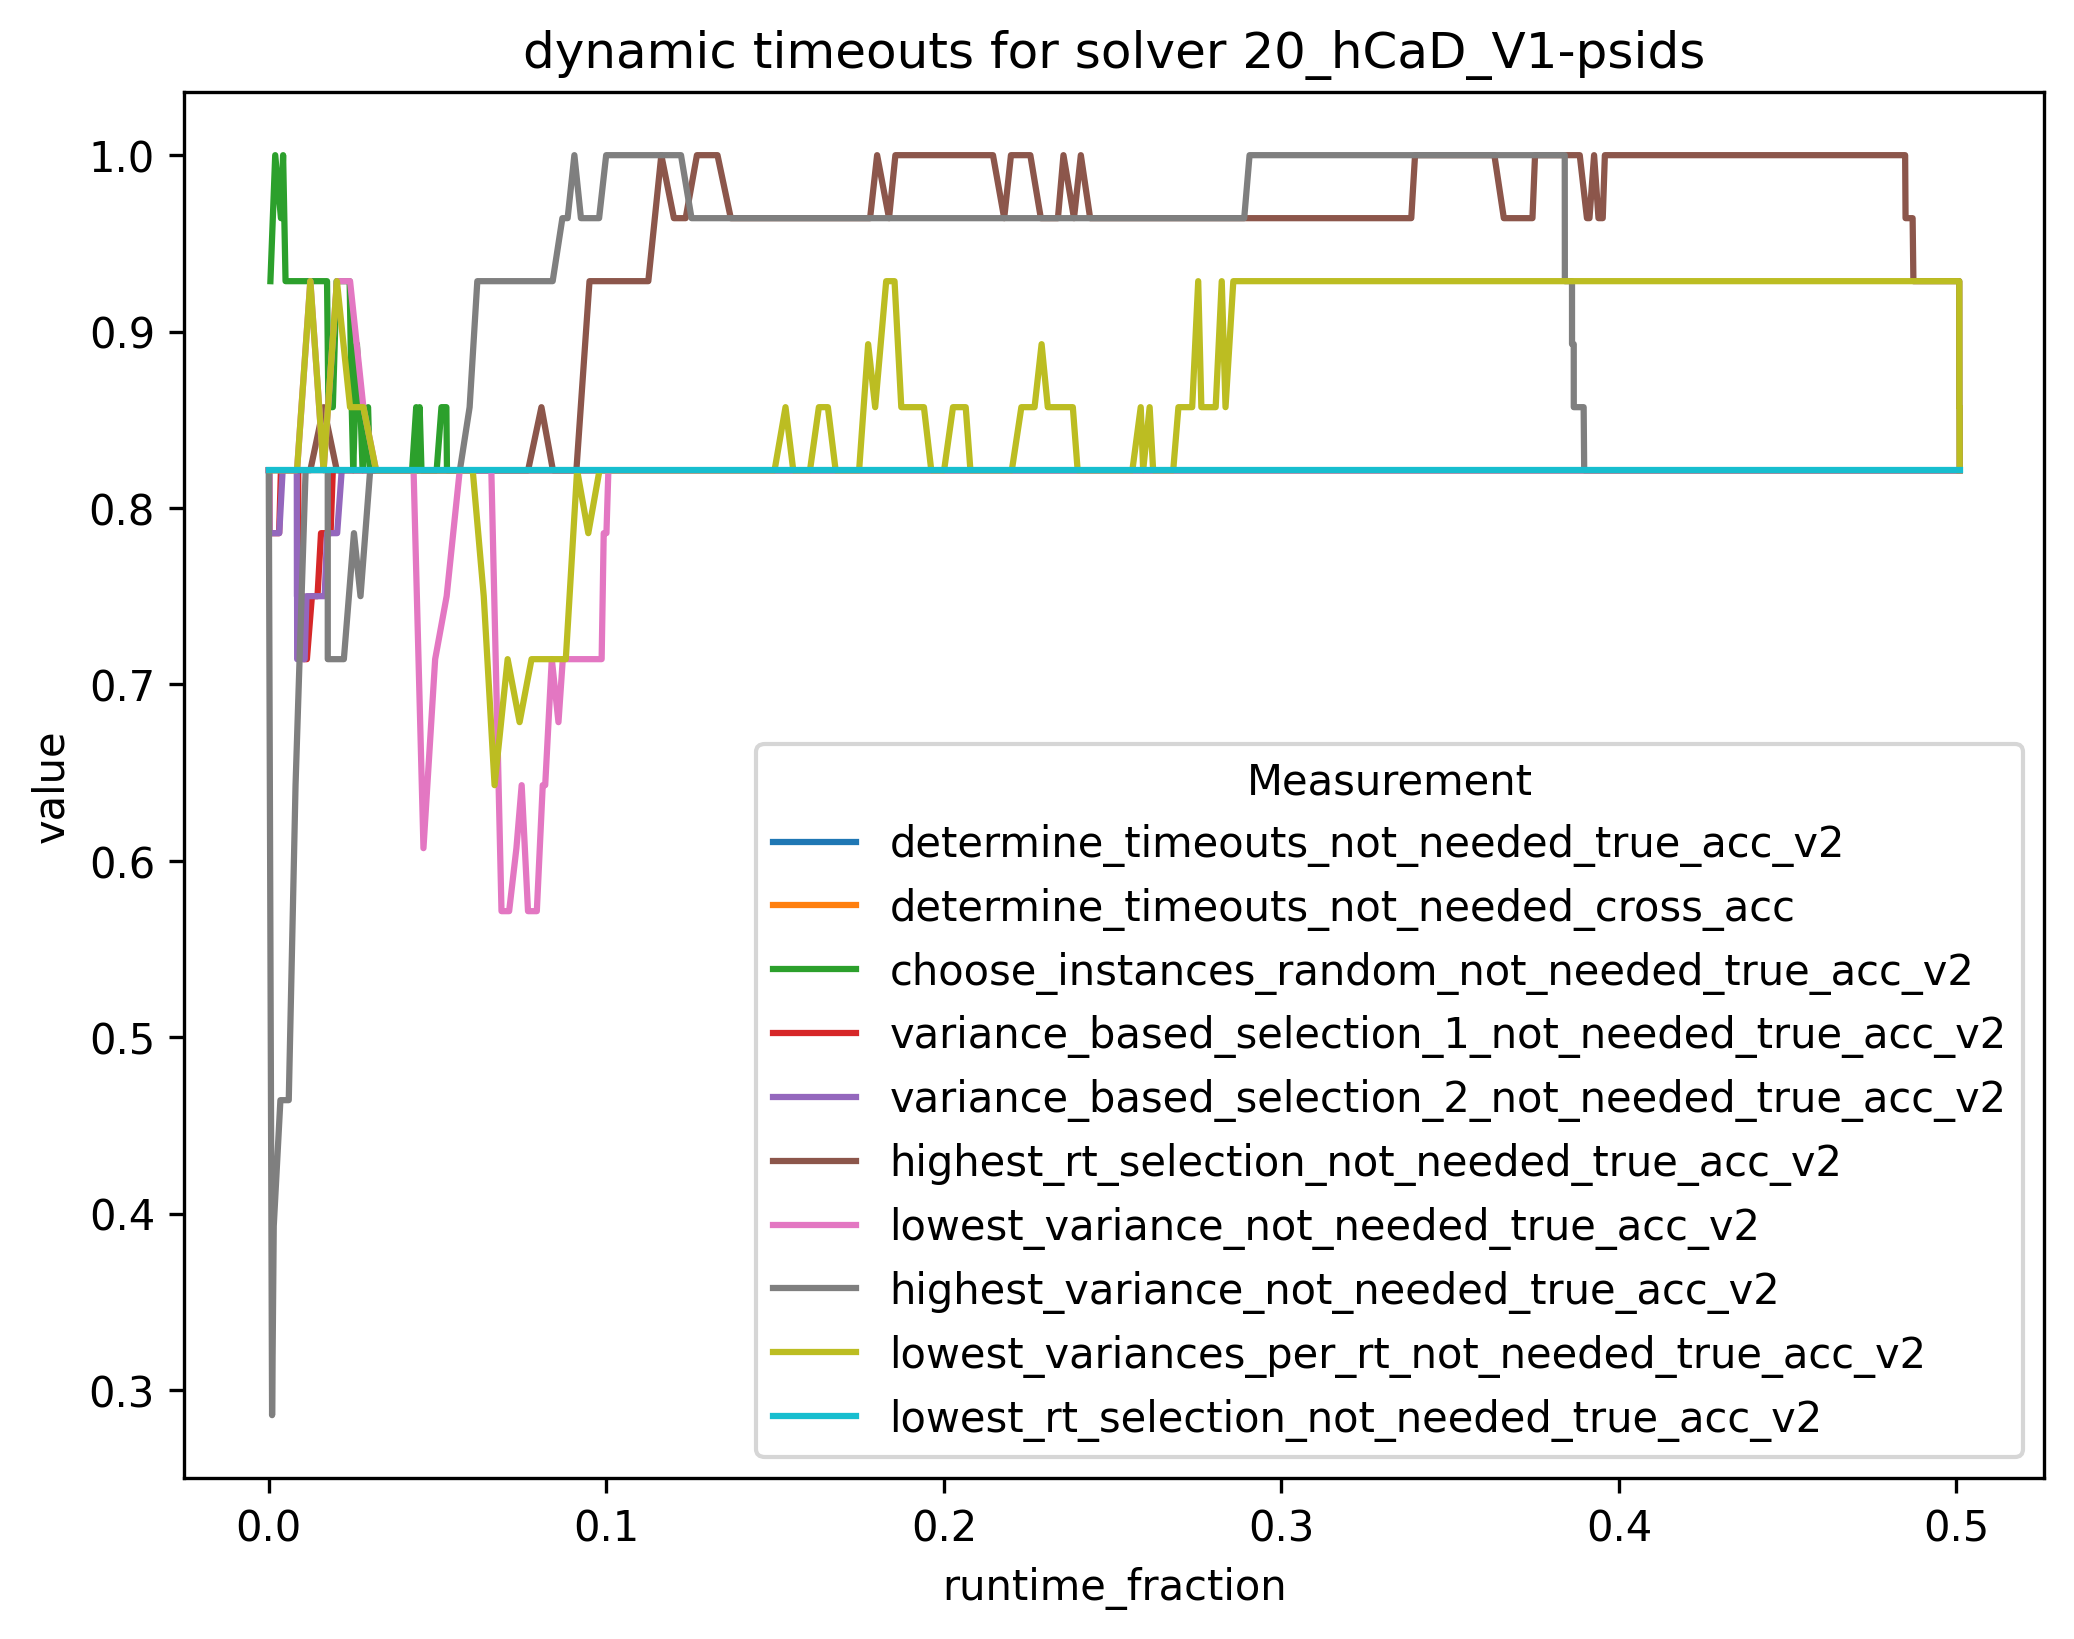 dynamic timeouts for solver 20_hCaD_V1-psids
1.0
0.9
0.8
0.7
0.6
0.5
0.4
0.3
value
Measurement
determine_timeouts_not_needed_true_acc_v2
determine_timeouts_not_needed_cross_acc
choose_instances_random_not_needed_true_acc_v2
variance_based_selection_1_not_needed_true_acc_v2
variance_based_selection_2_not_needed_true_acc_v2
highest_rt_selection_not_needed_true_acc_v2
lowest_variance_not_needed_true_acc_v2
highest_variance_not_needed_true_acc_v2
lowest_variances_per_rt_not_needed_true_acc_v2
lowest_rt_selection_not_needed_true_acc_v2
0.0 0.1 0.2 0.3 0.4 0.5
runtime_fraction